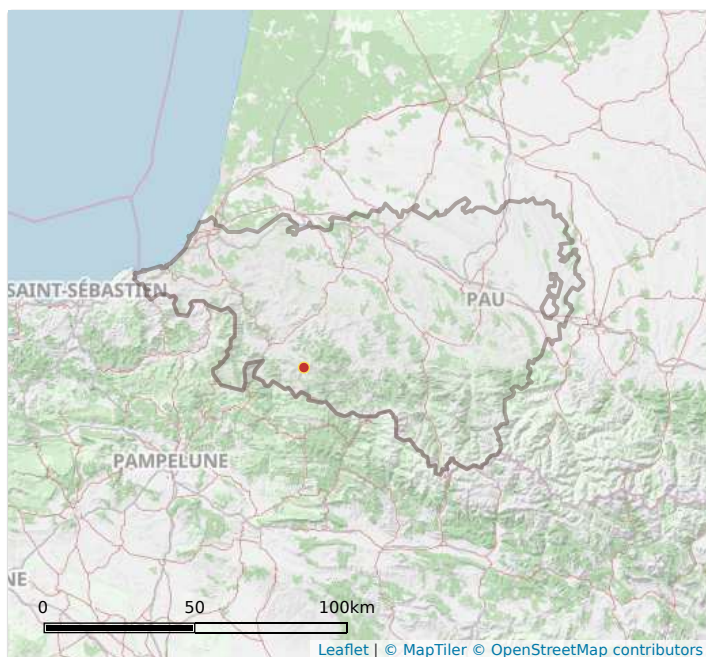 SAINT-SÉBASTIEN
PAU
PAMPELUNE
NE
0 50 100km
Leaflet | © MapTiler © OpenStreetMap contributors